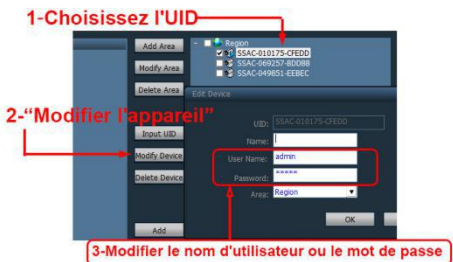 1-Choisissez l'UID
Add Area
Region
SSAC-010175-CFEDD
SSAC-069257-BDDBB
SSAC-049851-EEBEC
Modify Area
Delete Area
Edit Device
2-“Modifier l'appareil”
UID: SSAC-010175-CFEDD
Input UID
Name:
Modify Device
User Name: admin
Delete Device
Password: *****
Area: Region
OK
Add
3-Modifier le nom d'utilisateur ou le mot de passe